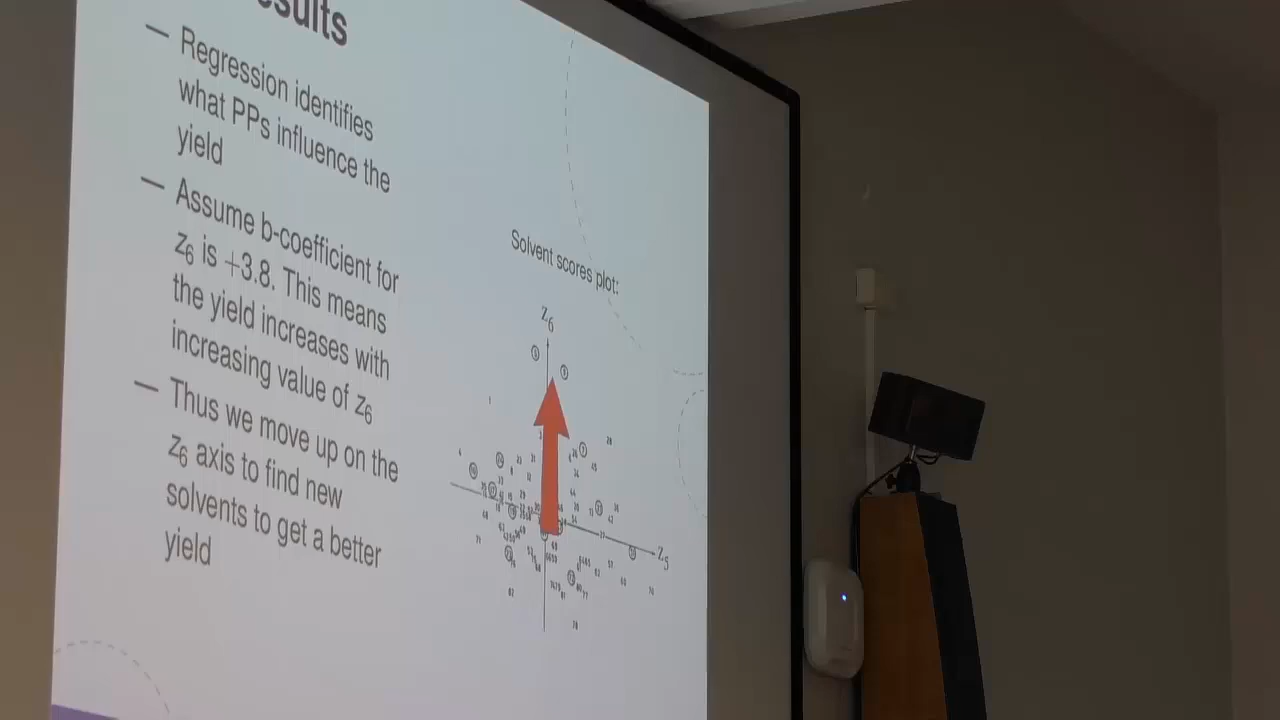 sults
— Regression identifies
what PPs influence the
yield
— Assume b-coefficient for
z6 is +3.8. This means
the yield increases with
increasing value of z6
— Thus we move up on the
z6 axis to find new
solvents to get a better
yield
Solvent scores plot:
z6
z5